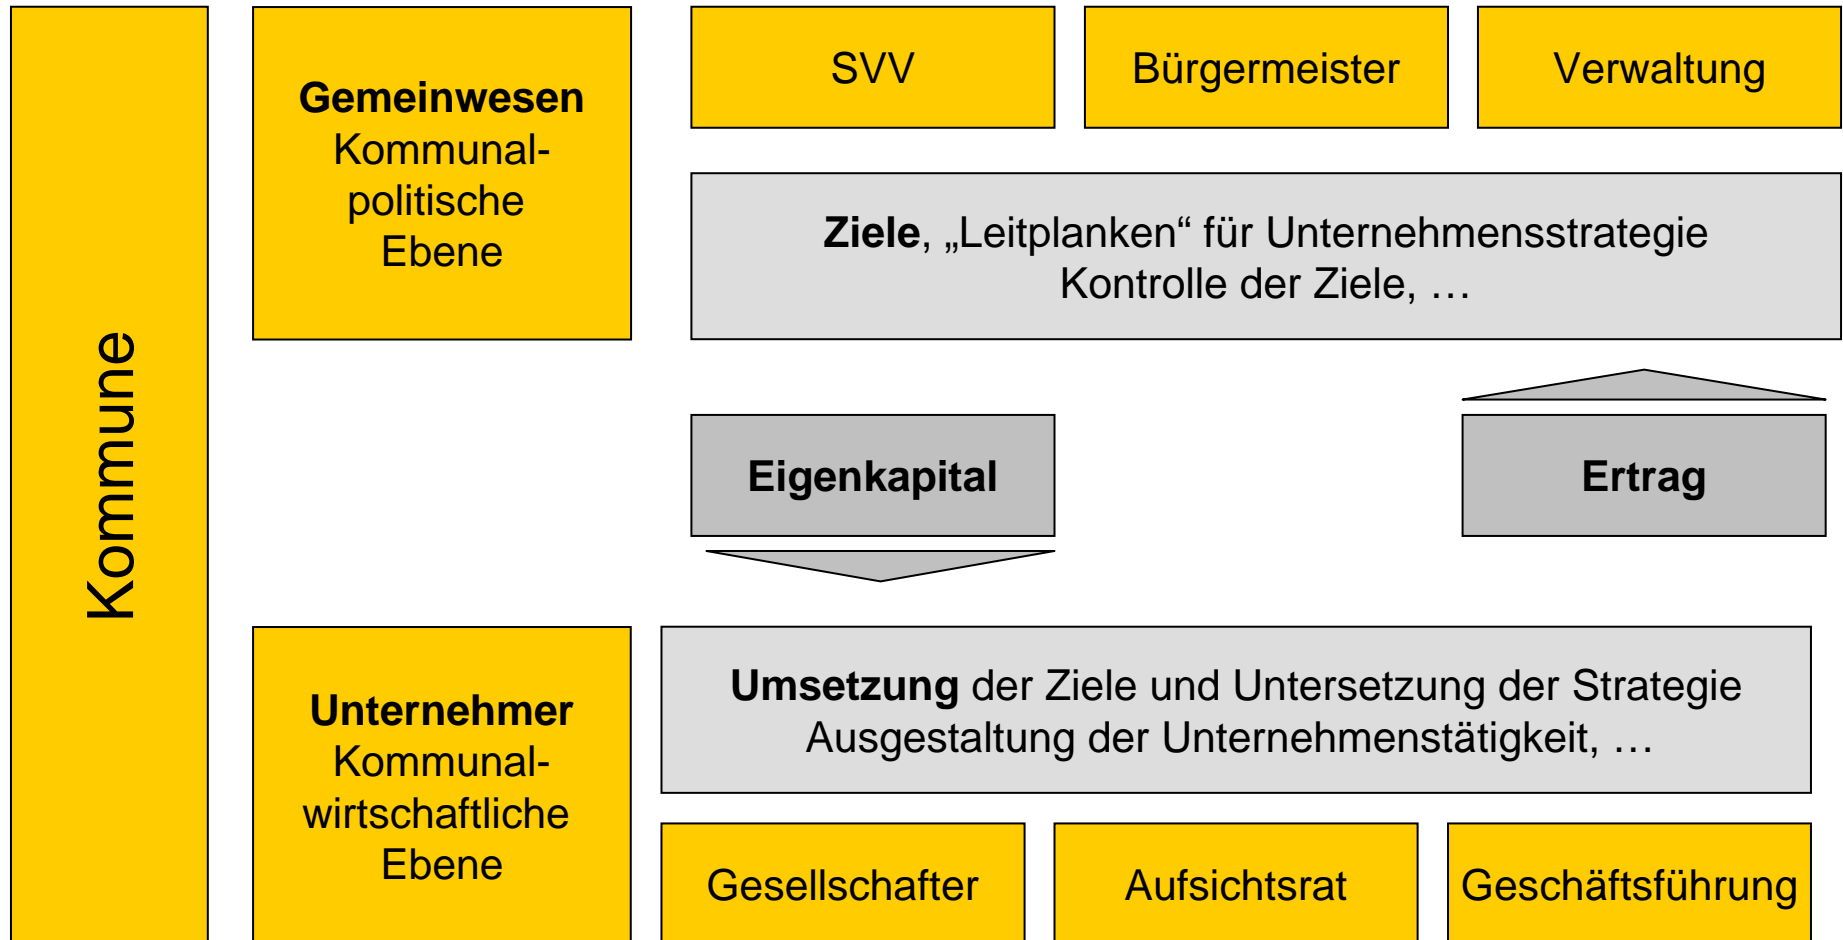 Kommune
Gemeinwesen
Kommunal-
politische
Ebene
SVV
Bürgermeister
Verwaltung
Ziele, „Leitplanken“ für Unternehmensstrategie
Kontrolle der Ziele, …
Eigenkapital
Ertrag
Unternehmer
Kommunal-
wirtschaftliche
Ebene
Umsetzung der Ziele und Untersetzung der Strategie
Ausgestaltung der Unternehmenstätigkeit, …
Gesellschafter
Aufsichtsrat
Geschäftsführung